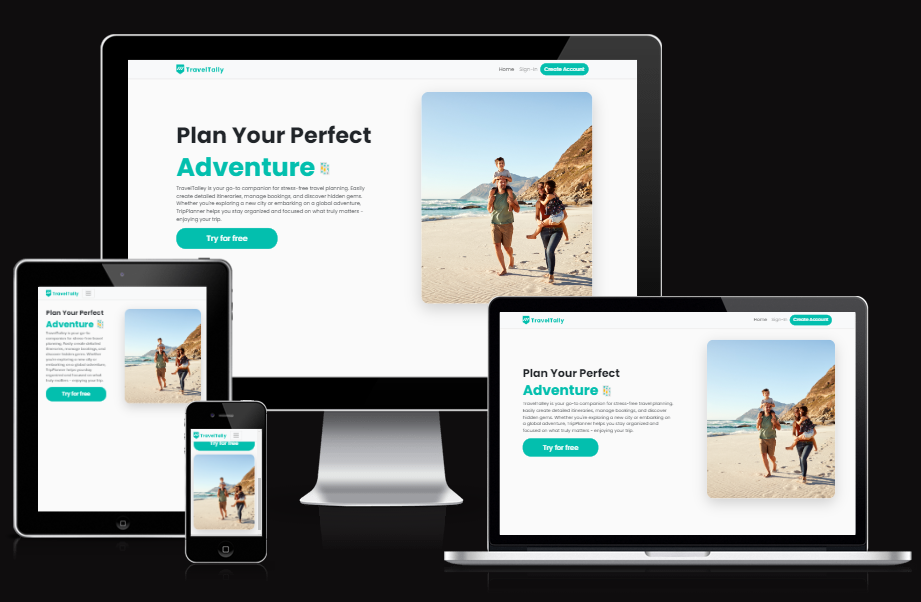 TravelTally Home Sign-In Create Account
Plan Your Perfect
Adventure
TravelTalley is your go-to companion for stress-free travel planning. Easily
create detailed itineraries, manage bookings, and discover hidden gems.
Whether you're exploring a new city or embarking on a global adventure,
TripPlanner helps you stay organized and focused on what truly matters –
enjoying your trip.
Try for free
TravelTally
Plan Your Perfect
Adventure
TravelTalley is your go-to
companion for stress-free travel
planning. Easily create detailed
itineraries, manage bookings, and
discover hidden gems. Whether
you're exploring a new city or
embarking on a global adventure,
TripPlanner helps you stay
organized and focused on what
truly matters – enjoying your trip.
Try for free
TravelTally
Try for free
TravelTally Home Sign-In Create Account
Plan Your Perfect
Adventure
TravelTalley is your go-to companion for stress-free travel planning.
Easily create detailed itineraries, manage bookings, and discover
hidden gems. Whether you're exploring a new city or embarking on
a global adventure, TripPlanner helps you stay organized and
focused on what truly matters – enjoying your trip.
Try for free